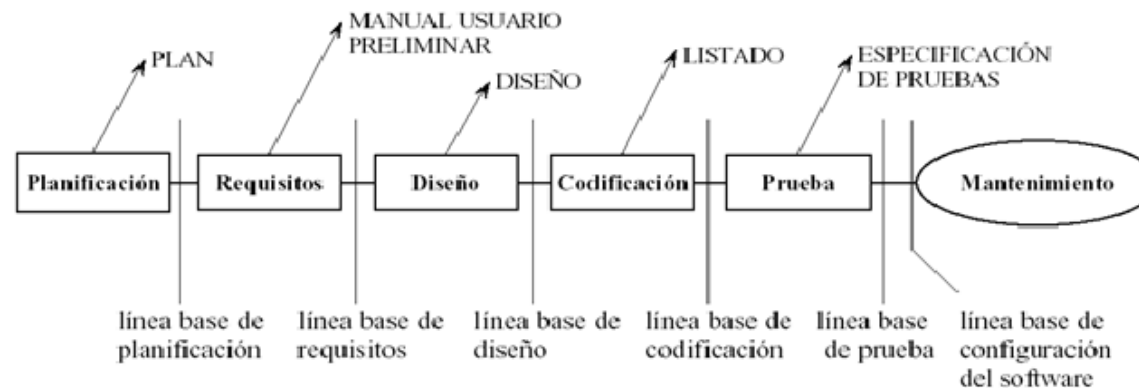 MANUAL USUARIO
PRELIMINAR
PLAN
DISEÑO
LISTADO
ESPECIFICACIÓN
DE PRUEBAS
Planificación
Requisitos
Diseño
Codificación
Prueba
Mantenimiento
línea base de
planificación
línea base de
requisitos
línea base de
diseño
línea base de
codificación
línea base
de prueba
línea base de
configuración
del software